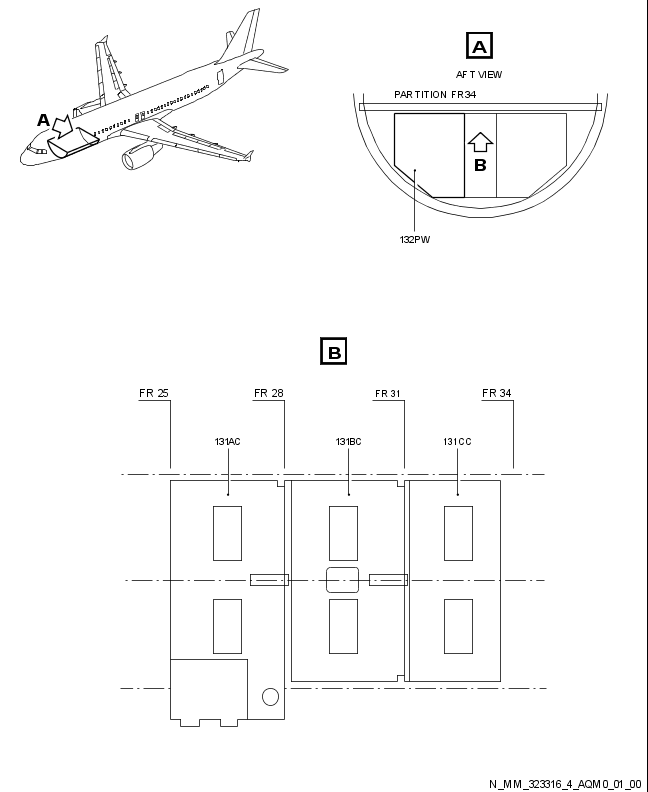 A
A
AFT VIEW
PARTITION FR34
B
132PW
B
FR 25
FR 28
FR 31
FR 34
131AC
131BC
131CC
N_MM_323316_4_AQM0_01_00